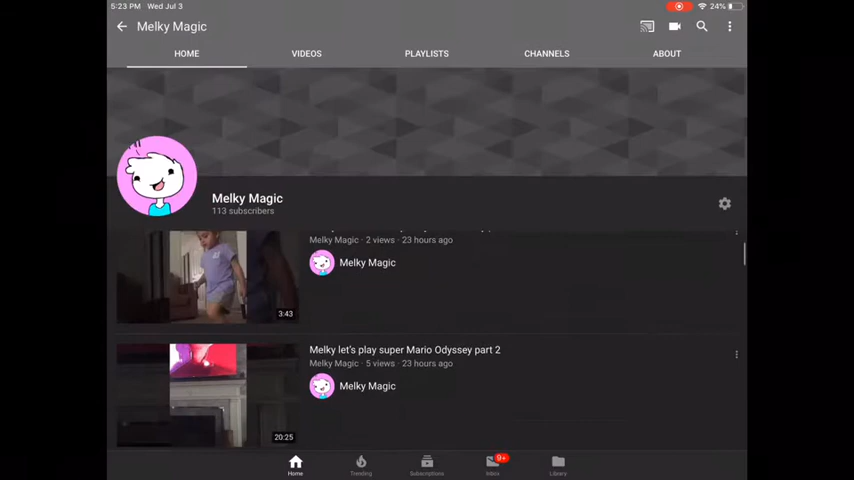 5:23 PM Wed Jul 3
24%
Melky Magic
HOME VIDEOS PLAYLISTS CHANNELS ABOUT
Melky Magic
113 subscribers
Melky Magic · 2 views · 23 hours ago
Melky Magic
3:43
Melky let's play super Mario Odyssey part 2
Melky Magic · 5 views · 23 hours ago
Melky Magic
20:25
9+
Home Trending Subscriptions Inbox Library